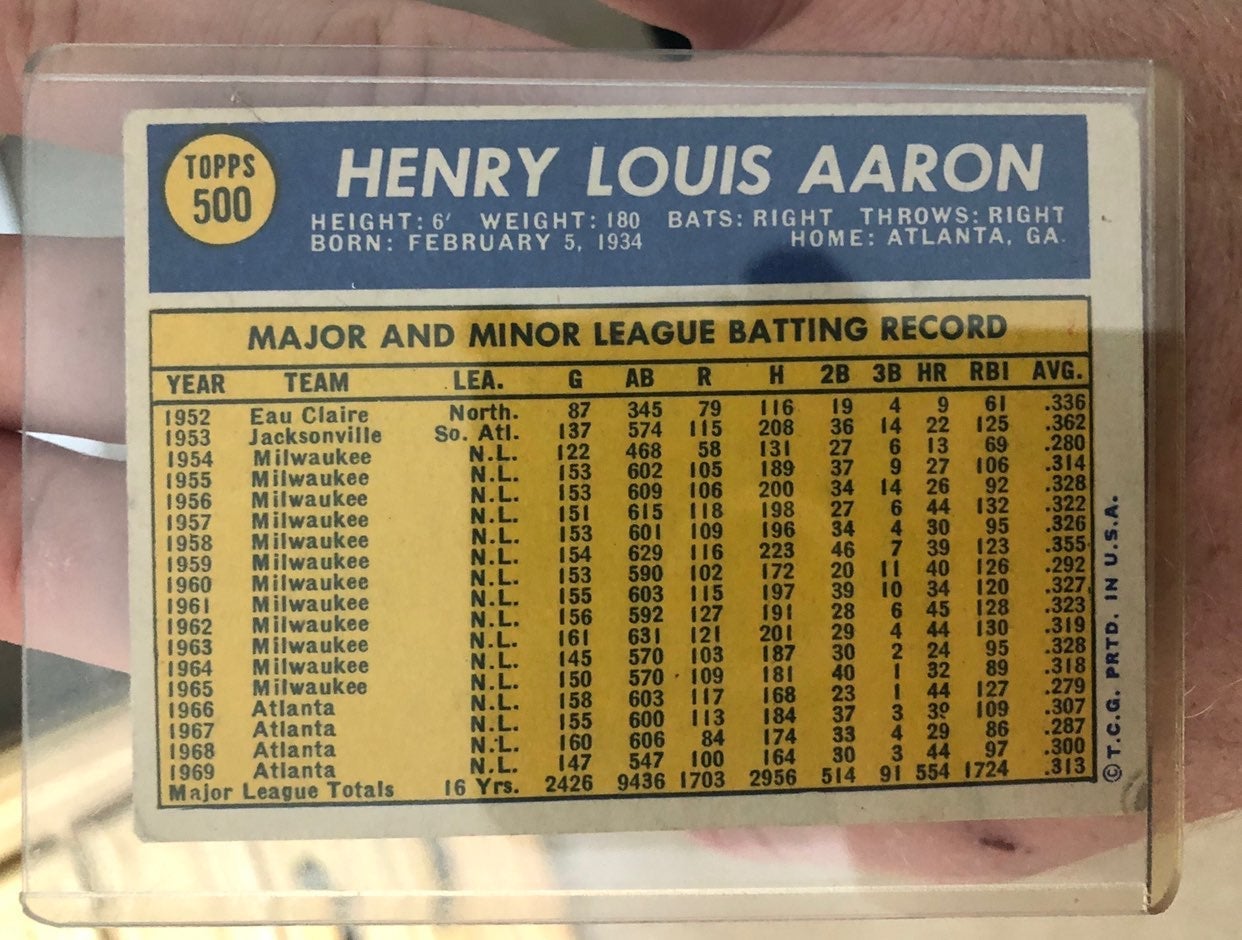 TOPPS
500
HENRY LOUIS AARON
HEIGHT: 6' WEIGHT: 180 BATS: RIGHT THROWS: RIGHT
BORN: FEBRUARY 5, 1934 HOME: ATLANTA, GA.
MAJOR AND MINOR LEAGUE BATTING RECORD
YEAR TEAM LEA. G AB R H 2B 3B HR RBI AVG.
1952 Eau Claire North. 87 345 79 116 19 4 9 61 .336
1953 Jacksonville So. Atl. 137 574 115 208 36 14 22 125 .362
1954 Milwaukee N.L. 122 468 58 131 27 6 13 69 .280
1955 Milwaukee N.L. 153 602 105 189 37 9 27 106 .314
1956 Milwaukee N.L. 153 609 106 200 34 14 26 92 .328
1957 Milwaukee N.L. 151 615 118 198 27 6 44 132 .322
1958 Milwaukee N.L. 153 601 109 196 34 4 30 95 .326
1959 Milwaukee N.L. 154 629 116 223 46 7 39 123 .355
1960 Milwaukee N.L. 153 590 102 172 20 11 40 126 .292
1961 Milwaukee N.L. 155 603 115 197 39 10 34 120 .327
1962 Milwaukee N.L. 156 592 127 191 28 6 45 128 .323
1963 Milwaukee N.L. 161 631 121 201 29 4 44 130 .319
1964 Milwaukee N.L. 145 570 103 187 30 2 24 95 .328
1965 Milwaukee N.L. 150 570 109 181 40 1 32 89 .318
1966 Atlanta N.L. 158 603 117 168 23 1 44 127 .279
1967 Atlanta N.L. 155 600 113 184 37 3 39 109 .307
1968 Atlanta N.L. 160 606 84 174 33 4 29 86 .287
1969 Atlanta N.L. 147 547 100 164 30 3 44 97 .300
Major League Totals 16 Yrs. 2426 9436 1703 2956 514 91 554 1724 .313
© T.C.G. PRTD. IN U.S.A.